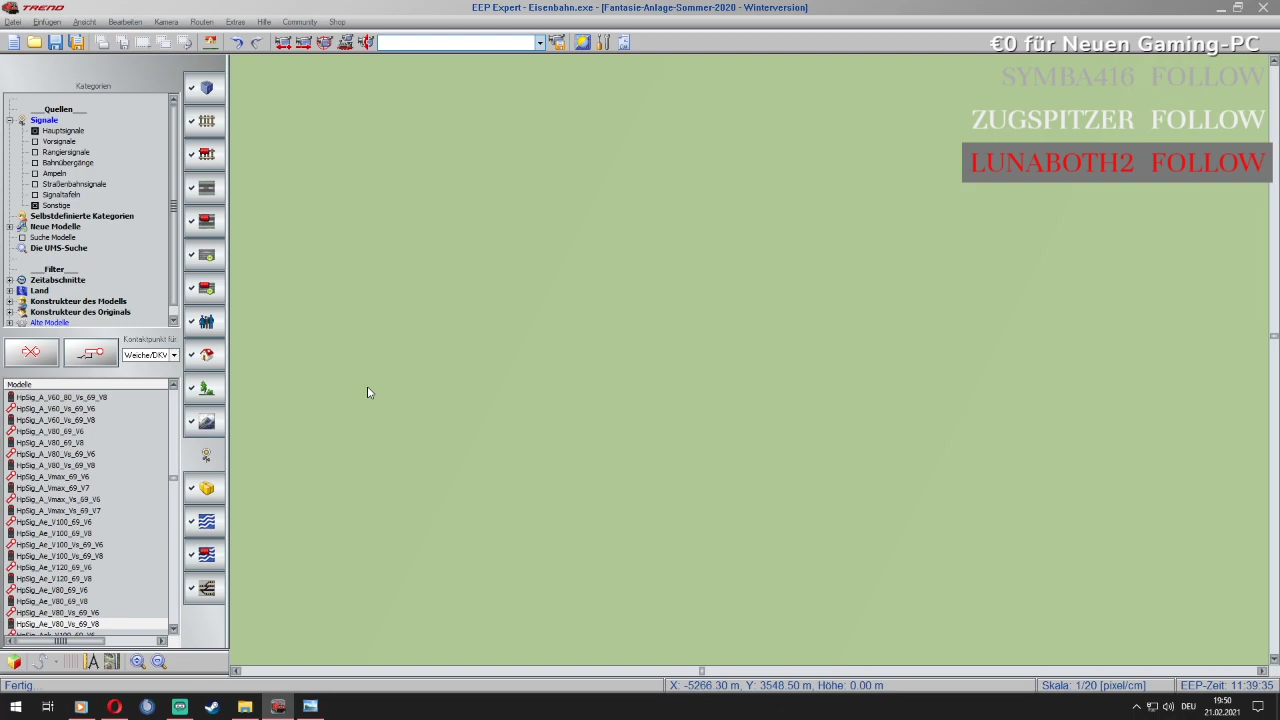 TREND
EEP Expert - Eisenbahn.exe - [Fantasie-Anlage-Sommer-2020 - Winterversion]
Datei Einfügen Ansicht Bearbeiten Kamera Routen Extras Hilfe Community Shop
€0 für Neuen Gaming-PC
SYMBA416 FOLLOW
ZUGSPITZER FOLLOW
LUNABOTH2 FOLLOW
Kategorien
___Quellen___
Signale
Hauptsignale
Vorsignale
Rangiersignale
Bahnübergänge
Ampeln
Straßenbahnsignale
Signaltafeln
Sonstige
Selbstdefinierte Kategorien
Neue Modelle
Suche Modelle
Die UMS-Suche
___Filter___
Zeitabschnitte
Land
Konstrukteur des Modells
Konstrukteur des Originals
Alte Modelle
Kontaktpunkt für
Weiche/DKV
Modelle
HpSig_A_V60_80_Vs_69_V8
HpSig_A_V60_Vs_69_V6
HpSig_A_V60_Vs_69_V8
HpSig_A_V80_69_V6
HpSig_A_V80_69_V8
HpSig_A_V80_Vs_69_V6
HpSig_A_V80_Vs_69_V8
HpSig_A_Vmax_69_V6
HpSig_A_Vmax_69_V7
HpSig_A_Vmax_Vs_69_V6
HpSig_A_Vmax_Vs_69_V7
HpSig_Ae_V100_69_V6
HpSig_Ae_V100_69_V8
HpSig_Ae_V100_Vs_69_V6
HpSig_Ae_V100_Vs_69_V8
HpSig_Ae_V120_69_V6
HpSig_Ae_V120_69_V8
HpSig_Ae_V80_69_V6
HpSig_Ae_V80_69_V8
HpSig_Ae_V80_Vs_69_V6
HpSig_Ae_V80_Vs_69_V8
Fertig...
X: -5266.30 m, Y: 3548.50 m, Höhe: 0.00 m
Skala: 1/20 [pixel/cm]
EEP-Zeit: 11:39:35
DEU
19:50
21.02.2021